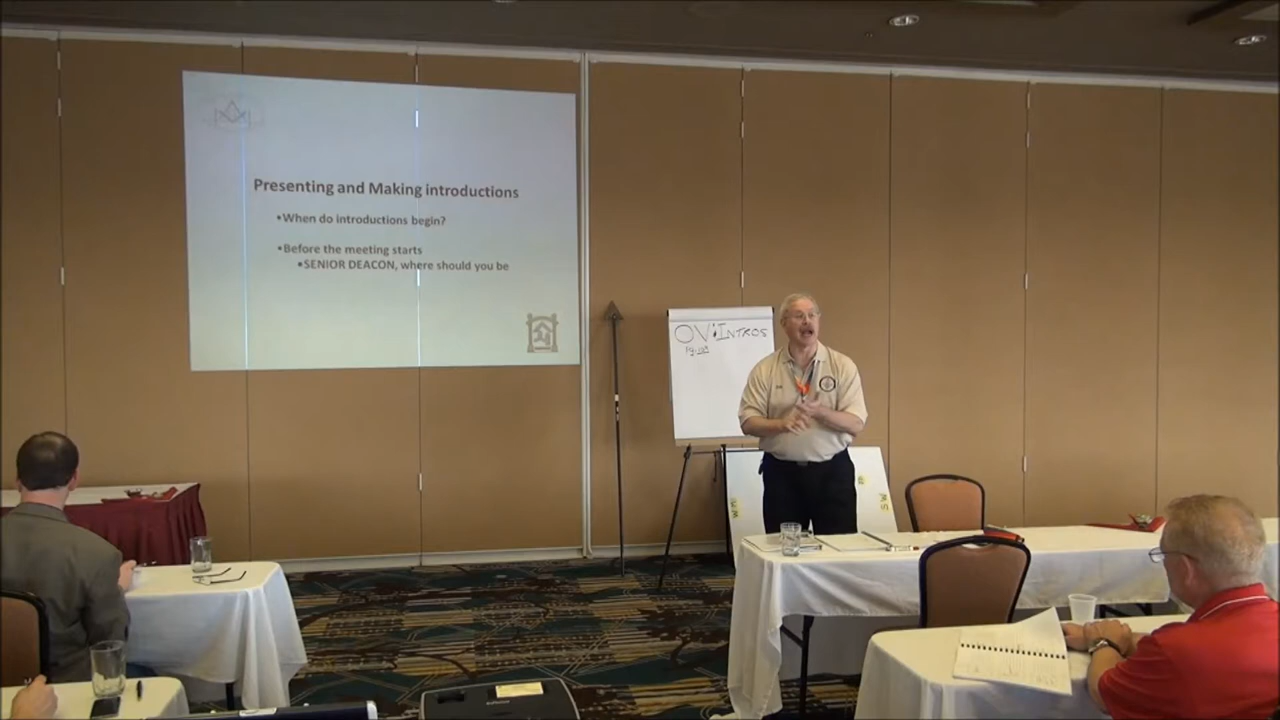 Presenting and Making introductions
•When do introductions begin?
•Before the meeting starts
•SENIOR DEACON, where should you be
OV: INTROS
SW